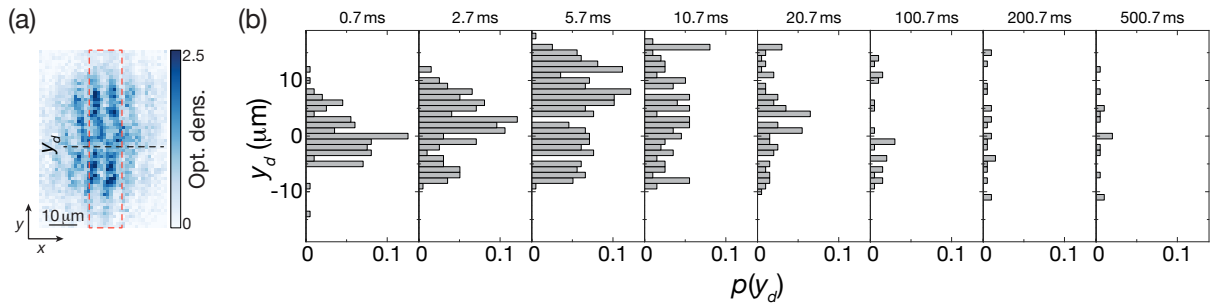 (a)
2.5
Opt. dens.
0
y_d
10 μm
y
x
(b)
0.7 ms 2.7 ms 5.7 ms 10.7 ms 20.7 ms 100.7 ms 200.7 ms 500.7 ms
y_d (μm)
10
0
-10
0 0.1 0 0.1 0 0.1 0 0.1 0 0.1 0 0.1 0 0.1 0 0.1
p(y_d)